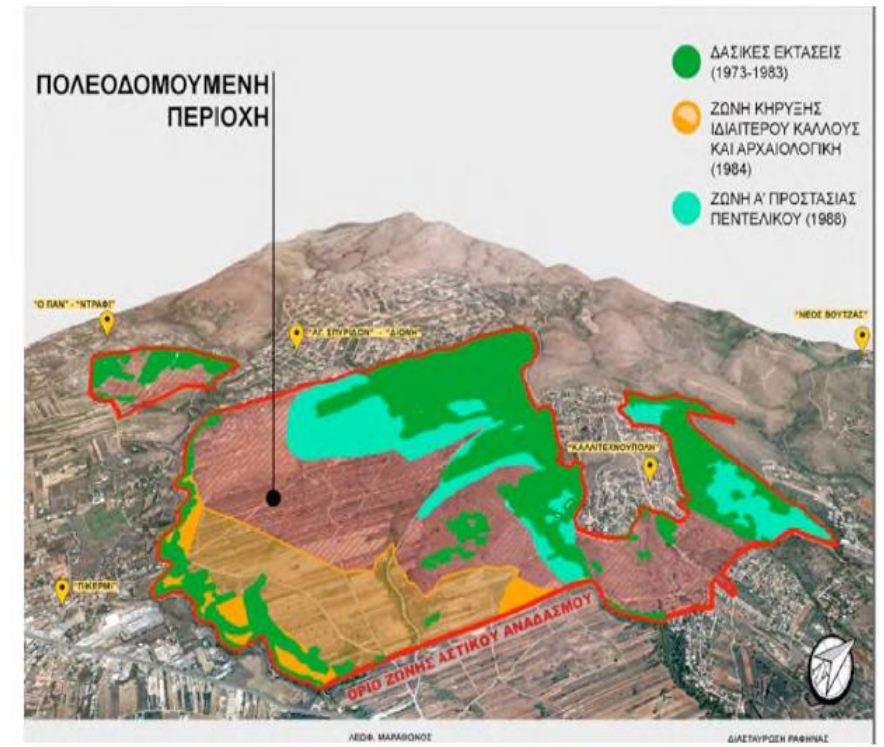 ΠΟΛΕΟΔΟΜΟΥΜΕΝΗ
ΠΕΡΙΟΧΗ
ΔΑΣΙΚΕΣ ΕΚΤΑΣΕΙΣ
(1973-1983)
ΖΩΝΗ ΚΗΡΥΞΗΣ
ΙΔΙΑΙΤΕΡΟΥ ΚΑΛΛΟΥΣ
ΚΑΙ ΑΡΧΑΙΟΛΟΓΙΚΗ
(1984)
ΖΩΝΗ Α' ΠΡΟΣΤΑΣΙΑΣ
ΠΕΝΤΕΛΙΚΟΥ (1988)
"Ο ΠΑΝ" - "ΝΤΡΑΦΙ"
"ΑΓ. ΣΠΥΡΙΔΩΝ" - "ΔΙΩΝΗ"
"ΝΕΟΣ ΒΟΥΤΖΑΣ"
"ΚΑΛΛΙΤΕΧΝΟΥΠΟΛΗ"
"ΠΙΚΕΡΜΙ"
ΟΡΙΟ ΖΩΝΗΣ ΑΣΤΙΚΟΥ ΑΝΑΔΑΣΜΟΥ
ΛΕΩΦ. ΜΑΡΑΘΩΝΟΣ
ΔΙΑΣΤΑΥΡΩΣΗ ΡΑΦΗΝΑΣ